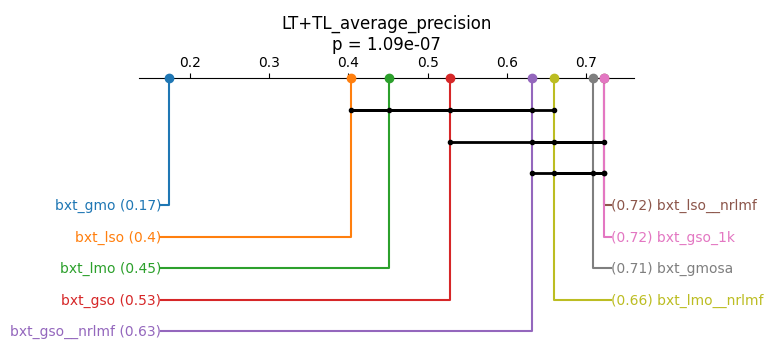 LT+TL_average_precision
p = 1.09e-07
0.2 0.3 0.4 0.5 0.6 0.7
bxt_gmo (0.17) (0.72) bxt_lso__nrlmf
bxt_lso (0.4) (0.72) bxt_gso_1k
bxt_lmo (0.45) (0.71) bxt_gmosa
bxt_gso (0.53) (0.66) bxt_lmo__nrlmf
bxt_gso__nrlmf (0.63)